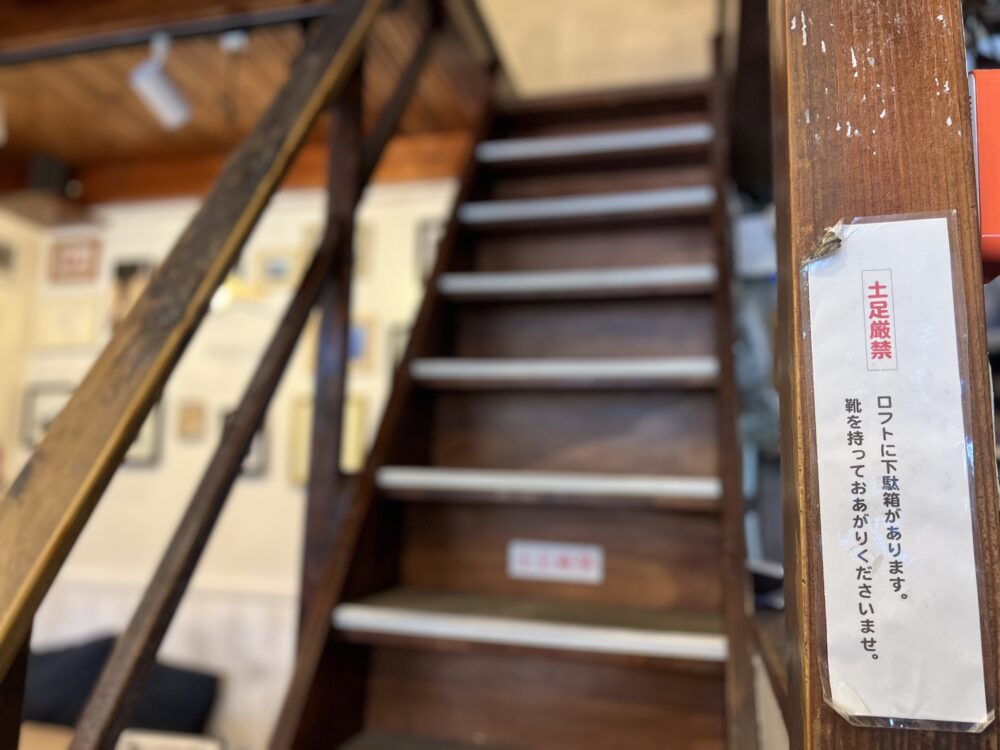 土足厳禁
ロフトに下駄箱があります。
靴を持っておあがりくださいませ。